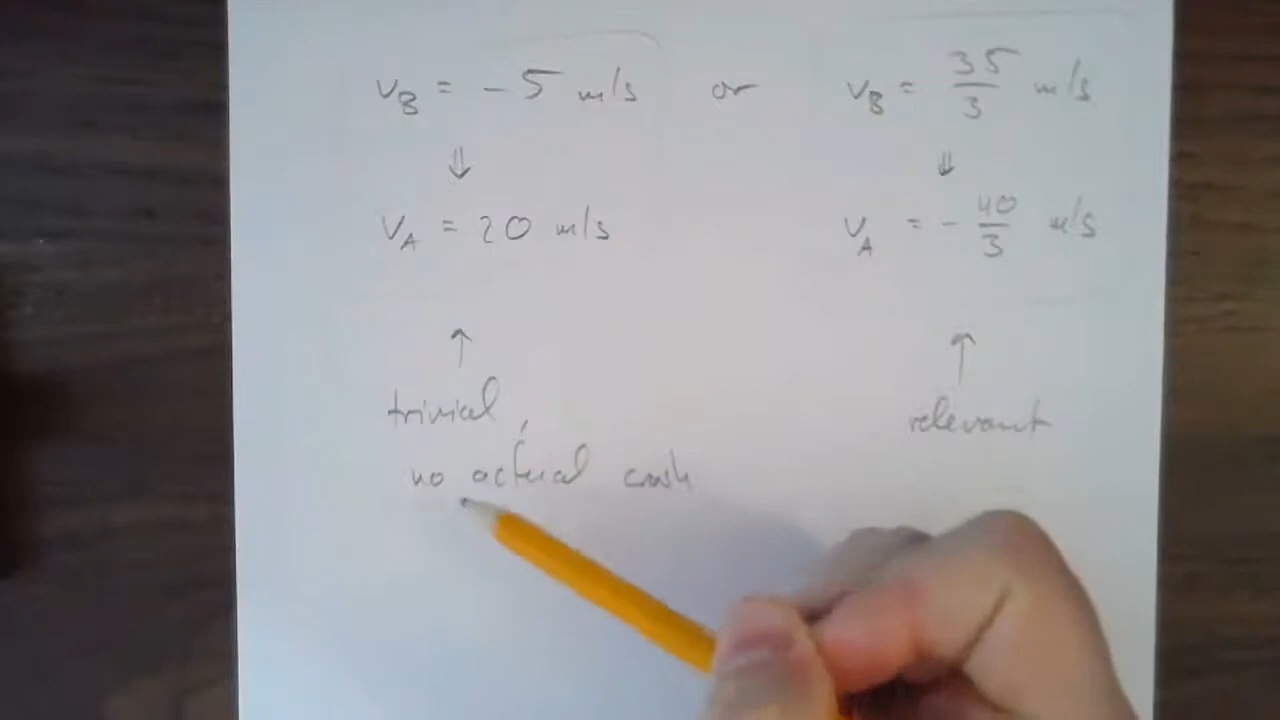 v_B = -5 m/s or v_B = 35/3 m/s
⇓ ⇓
v_A = 20 m/s v_A = - 40/3 m/s
↑ ↑
trivial, relevant
no actual crash